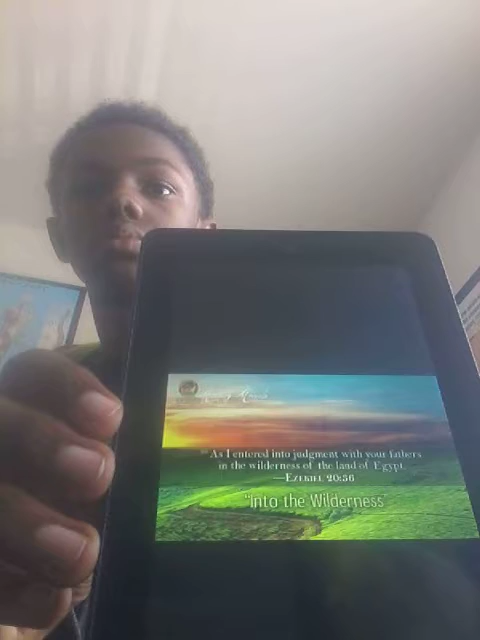 "As I entered into judgment with your fathers
in the wilderness of the land of Egypt,
—EZEKIEL 20:36
"Into the Wilderness"